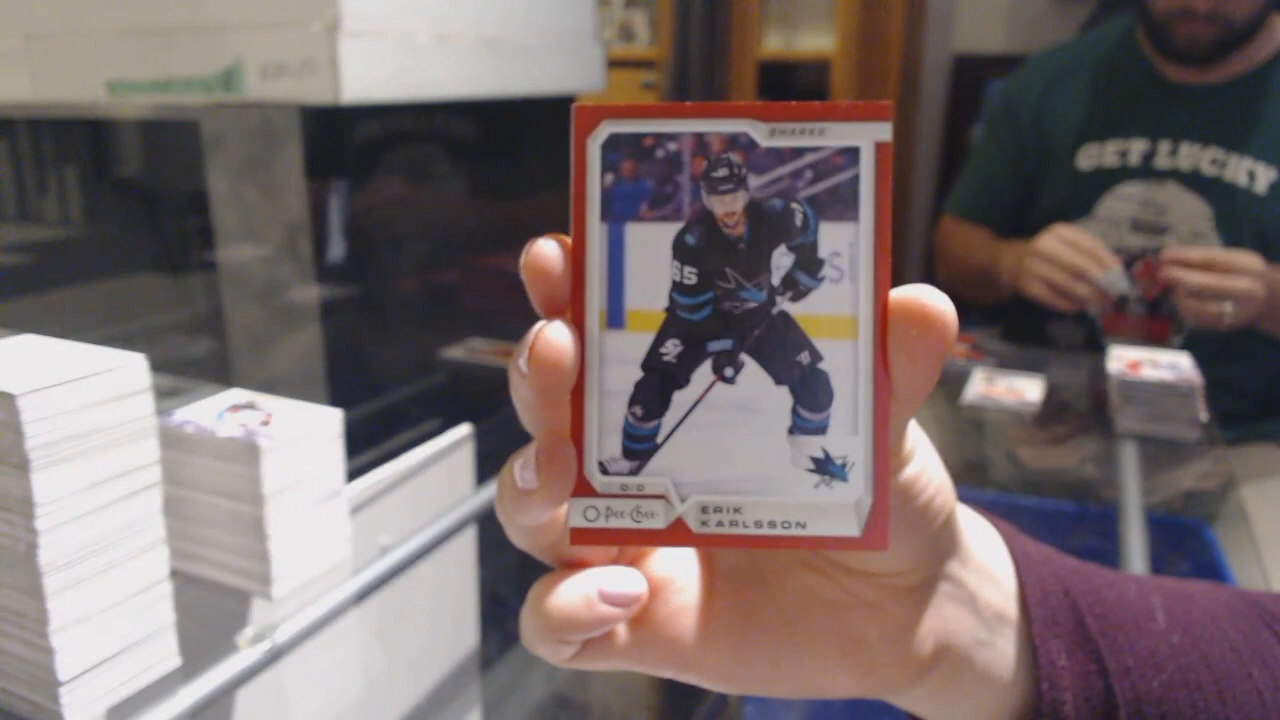 SHARKS
65
D/D
O-Pee-Chee
ERIK
KARLSSON
GET LUCKY